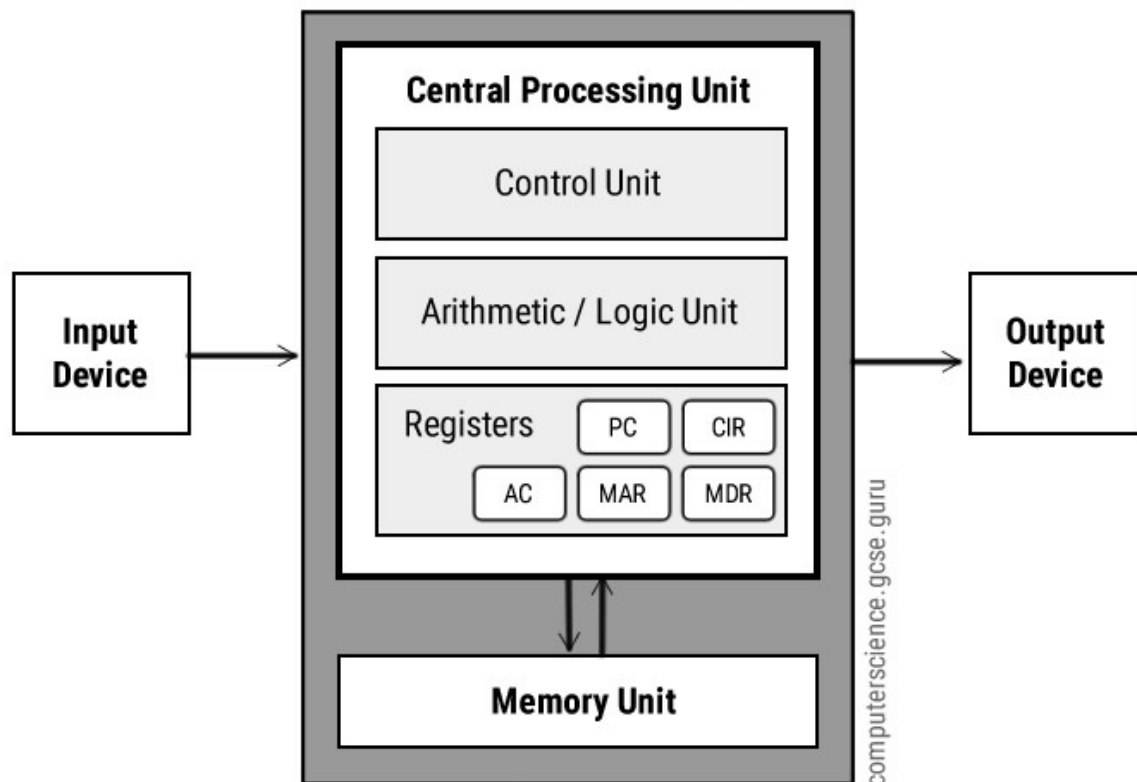 Central Processing Unit
Control Unit
Arithmetic / Logic Unit
Input
Device
Output
Device
Registers
PC
CIR
AC
MAR
MDR
Memory Unit
computerscience.gcse.guru